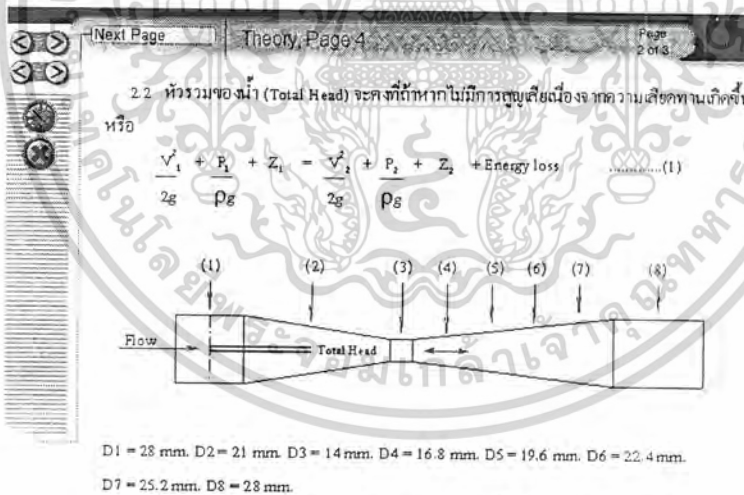 Next Page
Theory, Page 4
Page
2 of 3
2.2 หัวรวมของน้ำ (Total Head) จะคงที่ถ้าหากไม่มีการสูญเสียเนื่องจากความเสียดทานเกิดขึ้น
หรือ
V²₁/2g + P₁/ρg + Z₁ = V²₂/2g + P₂/ρg + Z₂ + Energy loss ..............(1)
(1) (2) (3) (4) (5) (6) (7) (8)
Flow
Total Head
D1 = 28 mm. D2 = 21 mm. D3 = 14 mm. D4 = 16.8 mm. D5 = 19.6 mm. D6 = 22.4 mm.
D7 = 25.2 mm. D8 = 28 mm.